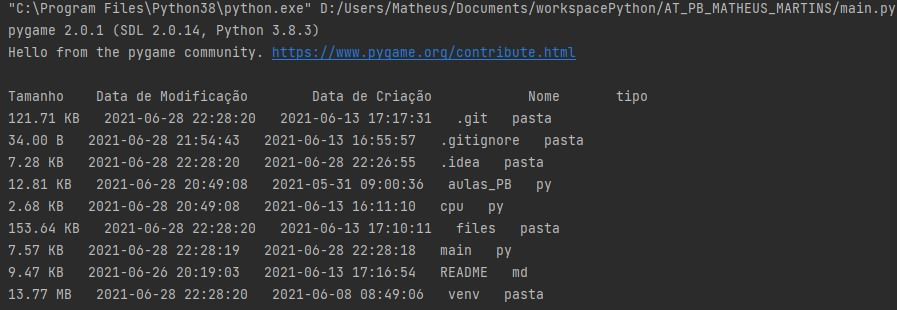 "C:\Program Files\Python38\python.exe" D:/Users/Matheus/Documents/workspacePython/AT_PB_MATHEUS_MARTINS/main.py
pygame 2.0.1 (SDL 2.0.14, Python 3.8.3)
Hello from the pygame community. https://www.pygame.org/contribute.html
Tamanho    Data de Modificação        Data de Criação            Nome       tipo
121.71 KB   2021-06-28 22:28:20   2021-06-13 17:17:31   .git   pasta
34.00 B   2021-06-28 21:54:43   2021-06-13 16:55:57   .gitignore   pasta
7.28 KB   2021-06-28 22:28:20   2021-06-28 22:26:55   .idea   pasta
12.81 KB   2021-06-28 20:49:08   2021-05-31 09:00:36   aulas_PB   py
2.68 KB   2021-06-28 20:49:08   2021-06-13 16:11:10   cpu   py
153.64 KB   2021-06-28 22:28:20   2021-06-13 17:10:11   files   pasta
7.57 KB   2021-06-28 22:28:19   2021-06-28 22:28:18   main   py
9.47 KB   2021-06-26 20:19:03   2021-06-13 17:16:54   README   md
13.77 MB   2021-06-28 22:28:20   2021-06-08 08:49:06   venv   pasta